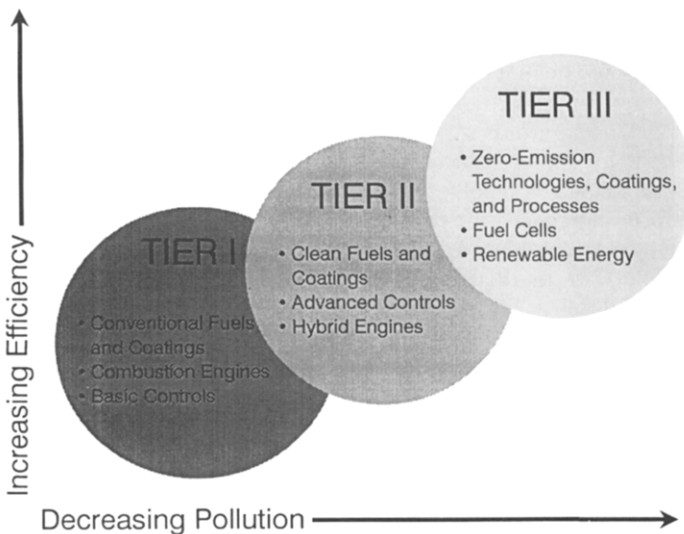 TIER III
• Zero-Emission
Technologies, Coatings,
and Processes
• Fuel Cells
• Renewable Energy
TIER II
• Clean Fuels and
Coatings
• Advanced Controls
• Hybrid Engines
TIER I
• Conventional Fuels
and Coatings
• Combustion Engines
• Basic Controls
Increasing Efficiency
Decreasing Pollution